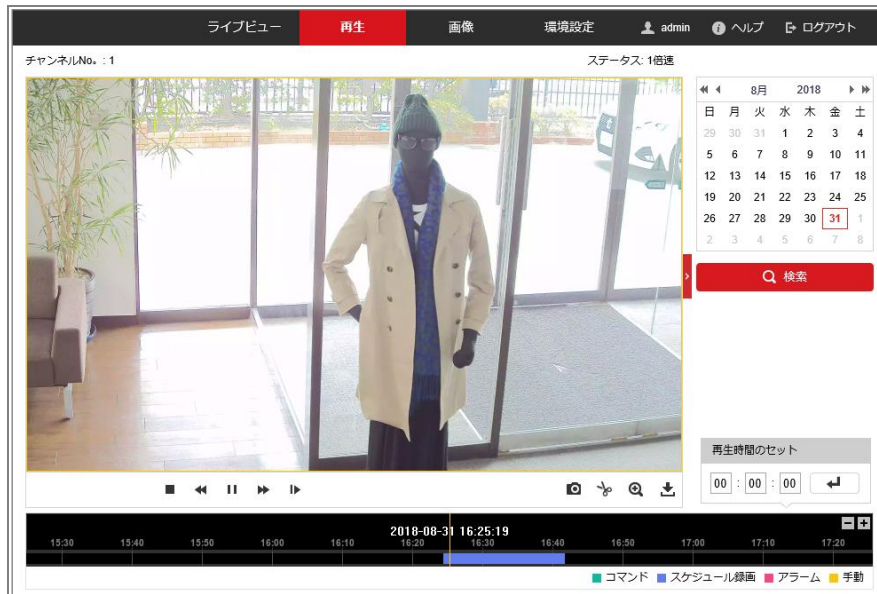 ライブビュー 再生 画像 環境設定 admin ヘルプ ログアウト
チャンネルNo。: 1 ステータス: 1倍速
8月 2018
日 月 火 水 木 金 土
29 30 31 1 2 3 4
5 6 7 8 9 10 11
12 13 14 15 16 17 18
19 20 21 22 23 24 25
26 27 28 29 30 31 1
2 3 4 5 6 7 8
検索
再生時間のセット
00 : 00 : 00
2018-08-31 16:25:19
15:30 15:40 15:50 16:00 16:10 16:20 16:30 16:40 16:50 17:00 17:10 17:20
コマンド スケジュール録画 アラーム 手動